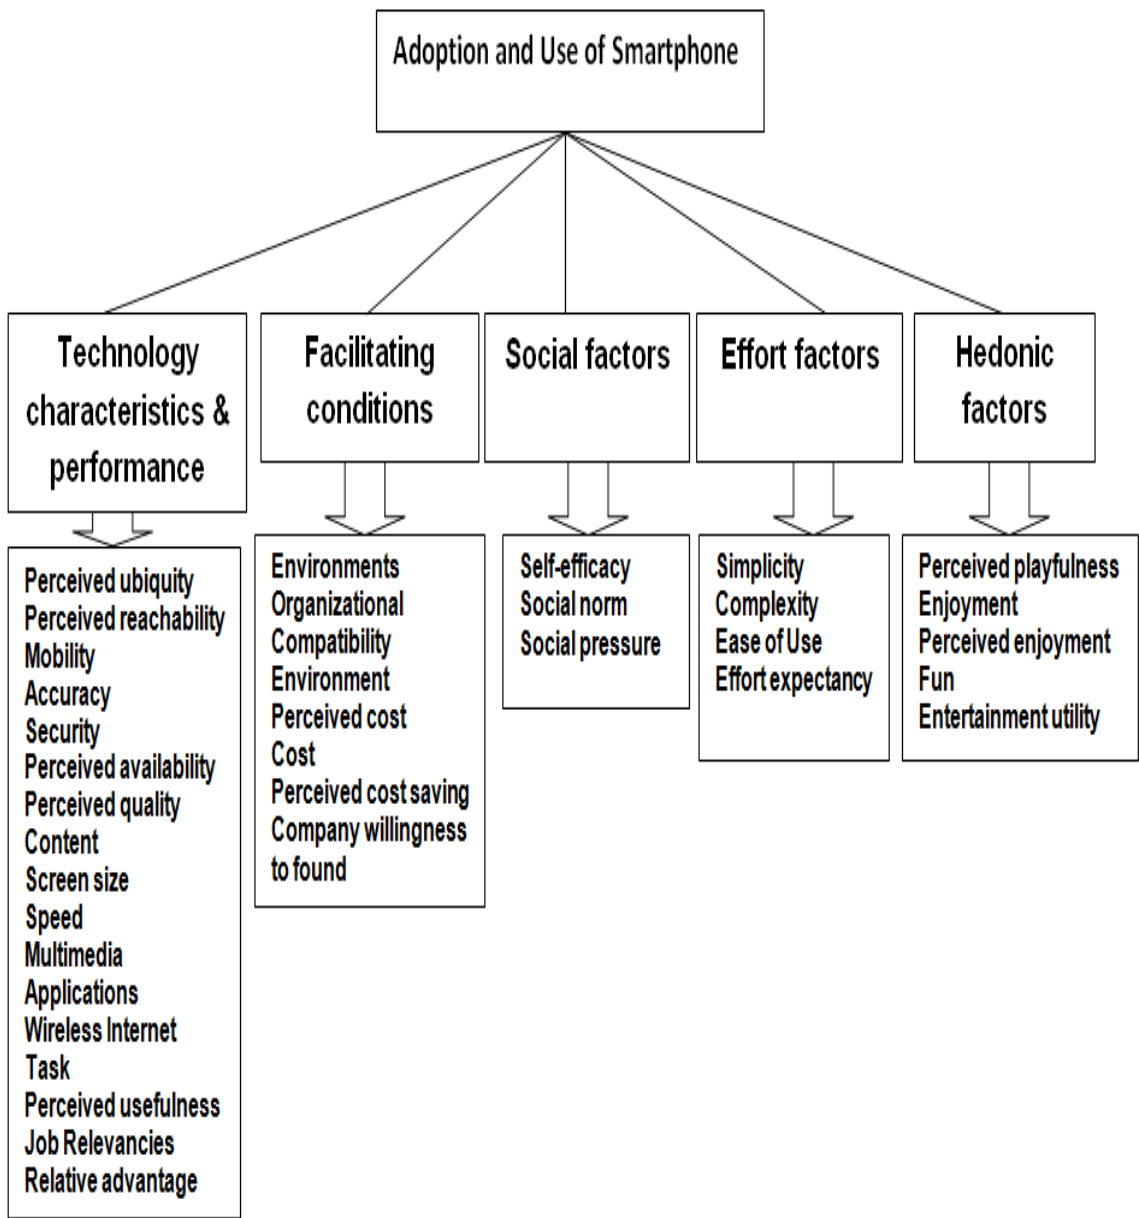 Adoption and Use of Smartphone
Technology
characteristics &
performance
Facilitating
conditions
Social factors
Effort factors
Hedonic
factors
Perceived ubiquity
Perceived reachability
Mobility
Accuracy
Security
Perceived availability
Perceived quality
Content
Screen size
Speed
Multimedia
Applications
Wireless Internet
Task
Perceived usefulness
Job Relevancies
Relative advantage
Environments
Organizational
Compatibility
Environment
Perceived cost
Cost
Perceived cost saving
Company willingness
to found
Self-efficacy
Social norm
Social pressure
Simplicity
Complexity
Ease of Use
Effort expectancy
Perceived playfulness
Enjoyment
Perceived enjoyment
Fun
Entertainment utility